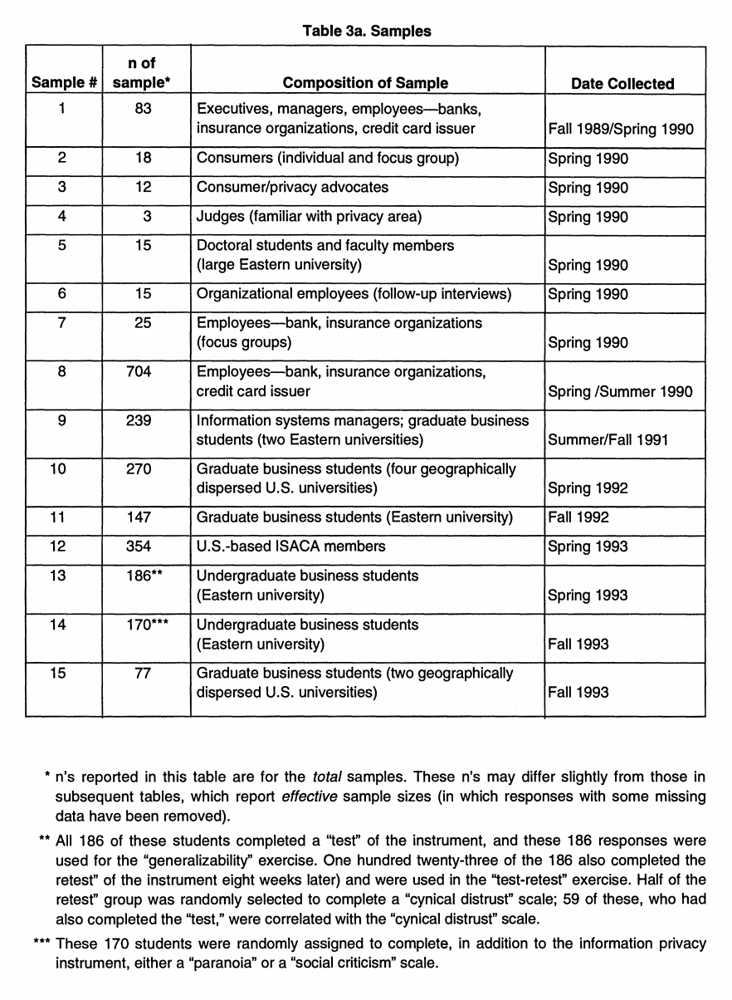 Table 3a. Samples
Sample #
n of
sample*
Composition of Sample
Date Collected
1
83
Executives, managers, employees—banks,
insurance organizations, credit card issuer
Fall 1989/Spring 1990
2
18
Consumers (individual and focus group)
Spring 1990
3
12
Consumer/privacy advocates
Spring 1990
4
3
Judges (familiar with privacy area)
Spring 1990
5
15
Doctoral students and faculty members
(large Eastern university)
Spring 1990
6
15
Organizational employees (follow-up interviews)
Spring 1990
7
25
Employees—bank, insurance organizations
(focus groups)
Spring 1990
8
704
Employees—bank, insurance organizations,
credit card issuer
Spring /Summer 1990
9
239
Information systems managers; graduate business
students (two Eastern universities)
Summer/Fall 1991
10
270
Graduate business students (four geographically
dispersed U.S. universities)
Spring 1992
11
147
Graduate business students (Eastern university)
Fall 1992
12
354
U.S.-based ISACA members
Spring 1993
13
186**
Undergraduate business students
(Eastern university)
Spring 1993
14
170***
Undergraduate business students
(Eastern university)
Fall 1993
15
77
Graduate business students (two geographically
dispersed U.S. universities)
Fall 1993
* n's reported in this table are for the total samples. These n's may differ slightly from those in
subsequent tables, which report effective sample sizes (in which responses with some missing
data have been removed).
** All 186 of these students completed a “test” of the instrument, and these 186 responses were
used for the “generalizability” exercise. One hundred twenty-three of the 186 also completed the
retest” of the instrument eight weeks later) and were used in the “test-retest” exercise. Half of the
retest” group was randomly selected to complete a “cynical distrust” scale; 59 of these, who had
also completed the “test,” were correlated with the “cynical distrust” scale.
*** These 170 students were randomly assigned to complete, in addition to the information privacy
instrument, either a “paranoia” or a “social criticism” scale.